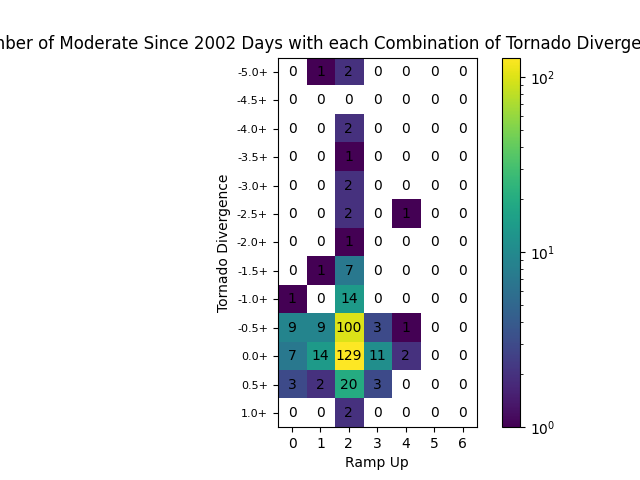 of Moderate Since 2002 Days with each Combination of Tornado
-5.0+ 0 1 2 0 0 0 0
-4.5+ 0 0 0 0 0 0 0
-4.0+ 0 0 2 0 0 0 0
-3.5+ 0 0 1 0 0 0 0
-3.0+ 0 0 2 0 0 0 0
-2.5+ 0 0 2 0 1 0 0
-2.0+ 0 0 1 0 0 0 0
-1.5+ 0 1 7 0 0 0 0
-1.0+ 1 0 14 0 0 0 0
-0.5+ 9 9 100 3 1 0 0
0.0+ 7 14 129 11 2 0 0
0.5+ 3 2 20 3 0 0 0
1.0+ 0 0 2 0 0 0 0
0 1 2 3 4 5 6
Ramp Up
Tornado Divergence
10²
10¹
10⁰